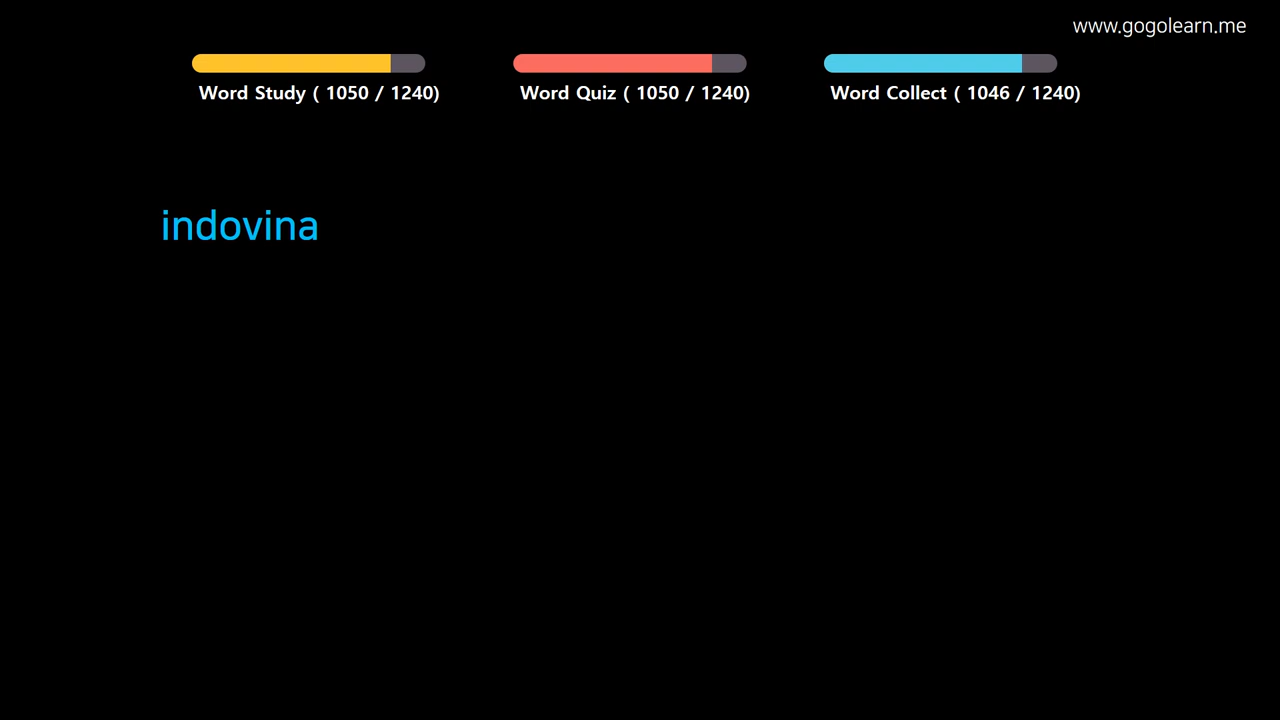 www.gogolearn.me
Word Study ( 1050 / 1240)
Word Quiz ( 1050 / 1240)
Word Collect ( 1046 / 1240)
indovina